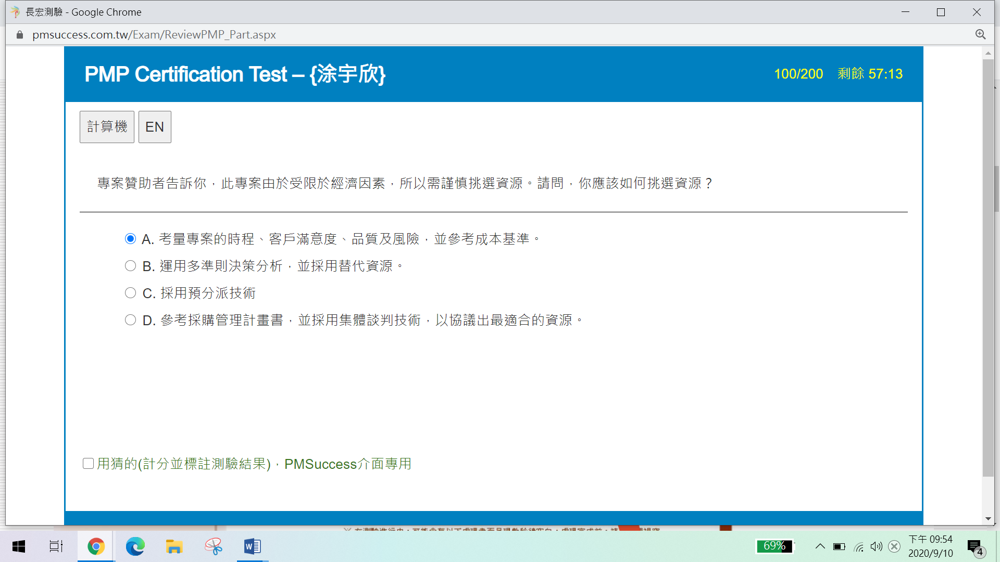 長宏測驗 - Google Chrome
pmsuccess.com.tw/Exam/ReviewPMP_Part.aspx
PMP Certification Test – {涂宇欣}
100/200 剩餘 57:13
計算機 EN
專案贊助者告訴你，此專案由於受限於經濟因素，所以需謹慎挑選資源。請問，你應該如何挑選資源？
A. 考量專案的時程、客戶滿意度、品質及風險，並參考成本基準。
B. 運用多準則決策分析，並採用替代資源。
C. 採用預分派技術
D. 參考採購管理計畫書，並採用集體談判技術，以協議出最適合的資源。
用猜的(計分並標註測驗結果)，PMSuccess介面專用
69%
下午 09:54
2020/9/10
4